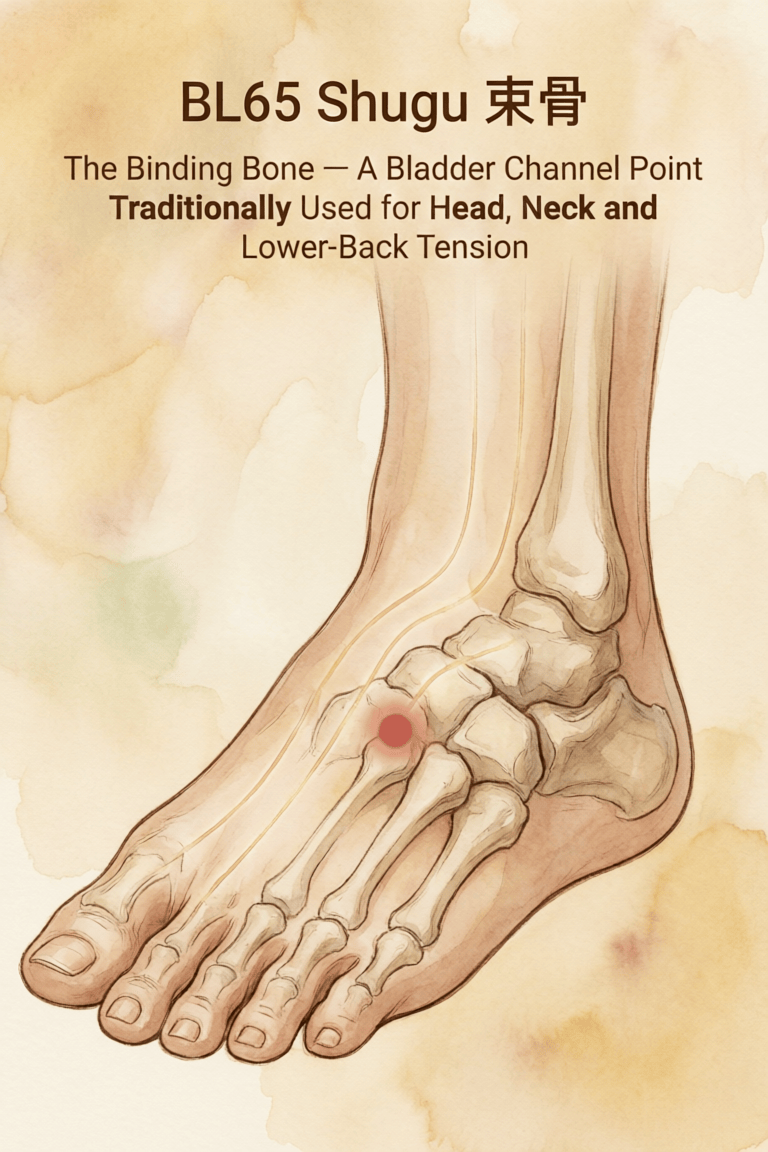 BL65 Shugu 束骨
The Binding Bone — A Bladder Channel Point
Traditionally Used for Head, Neck and
Lower-Back Tension